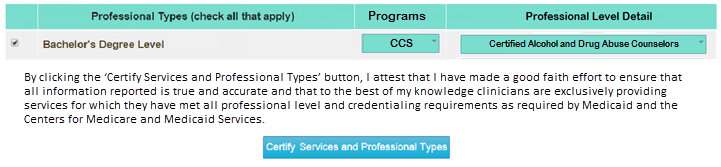 Professional Types (check all that apply) Programs Professional Level Detail
Bachelor's Degree Level CCS Certified Alcohol and Drug Abuse Counselors
By clicking the ‘Certify Services and Professional Types’ button, I attest that I have made a good faith effort to ensure that
all information reported is true and accurate and that to the best of my knowledge clinicians are exclusively providing
services for which they have met all professional level and credentialing requirements as required by Medicaid and the
Centers for Medicare and Medicaid Services.
Certify Services and Professional Types